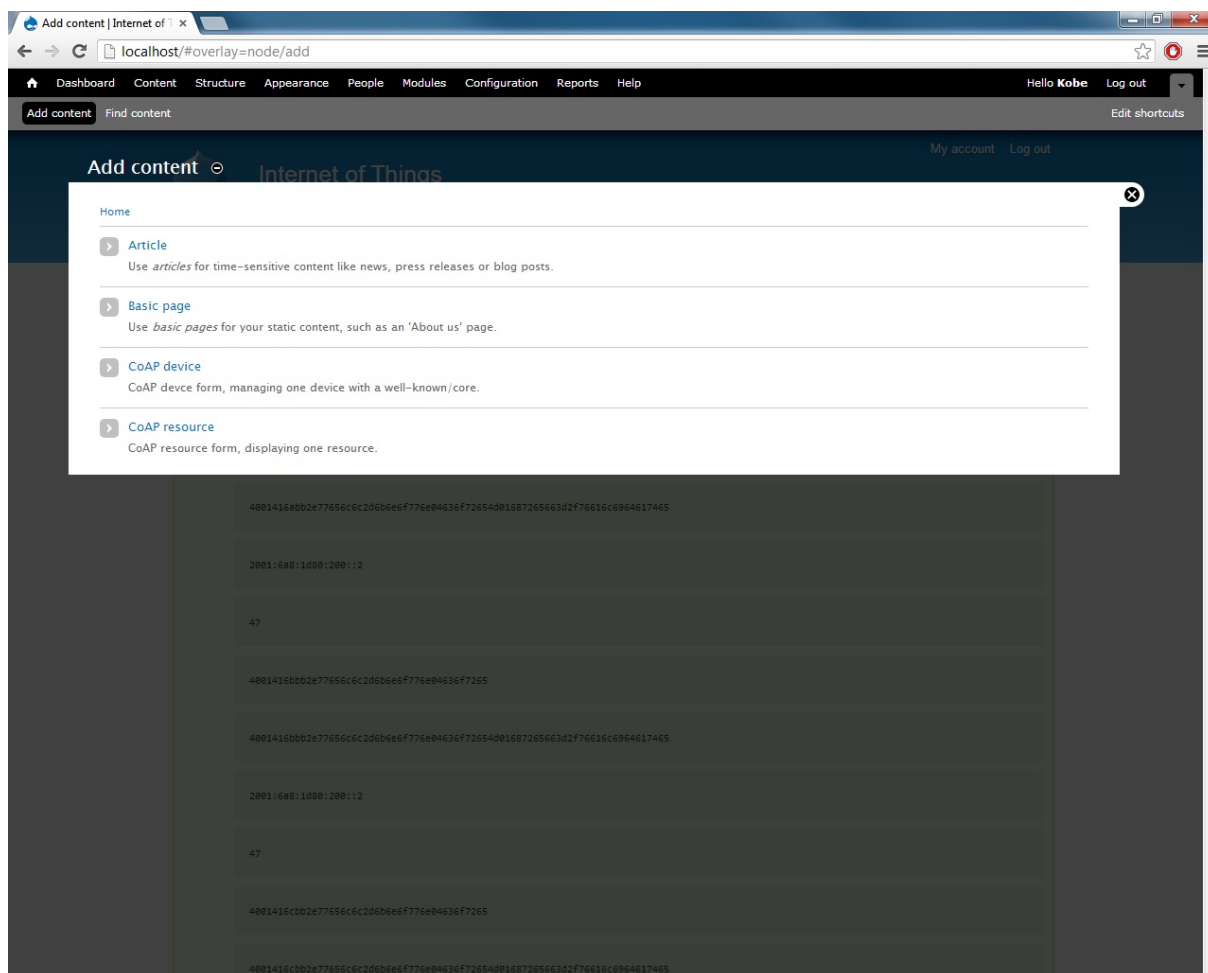 Add content | Internet of T
localhost/#overlay=node/add
Dashboard Content Structure Appearance People Modules Configuration Reports Help Hello Kobe Log out
Add content Find content Edit shortcuts
My account Log out
Add content
Internet of Things
Home
Article
Use articles for time-sensitive content like news, press releases or blog posts.
Basic page
Use basic pages for your static content, such as an 'About us' page.
CoAP device
CoAP devce form, managing one device with a well-known/core.
CoAP resource
CoAP resource form, displaying one resource.
4001416abb2e77656c6c2d6b6e6f776e04636f72654d01687265663d2f76616c6964617465
2001:6a8:1d80:200::2
47
4001416bbb2e77656c6c2d6b6e6f776e04636f7265
4001416bbb2e77656c6c2d6b6e6f776e04636f72654d01687265663d2f76616c6964617465
2001:6a8:1d80:200::2
47
4001416cbb2e77656c6c2d6b6e6f776e04636f7265
4001416cbb2e77656c6c2d6b6e6f776e04636f72654d01687265663d2f76616c6964617465